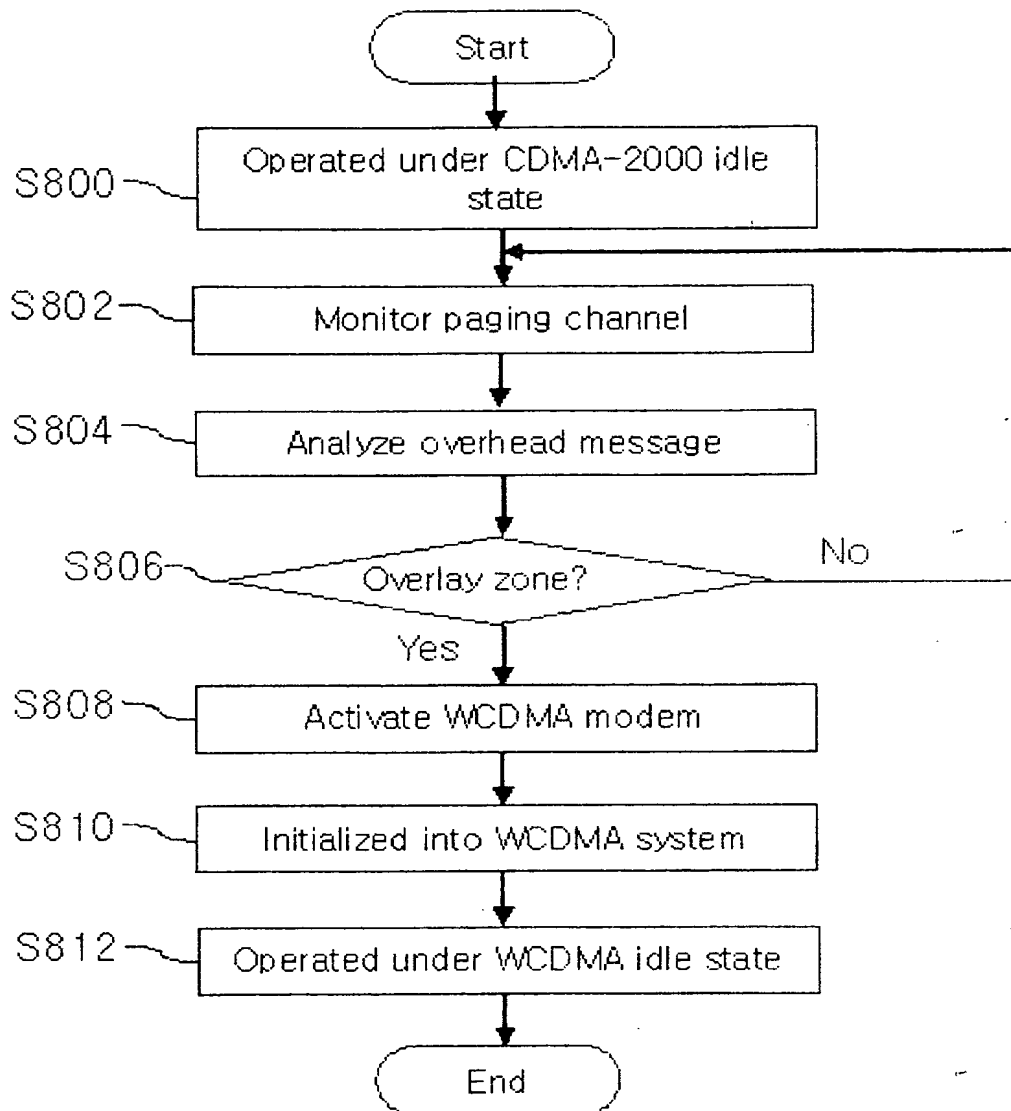 Start
S800
Operated under CDMA-2000 idle
state
S802
Monitor paging channel
S804
Analyze overhead message
S806
Overlay zone?
No
Yes
S808
Activate WCDMA modem
S810
Initialized into WCDMA system
S812
Operated under WCDMA idle state
End